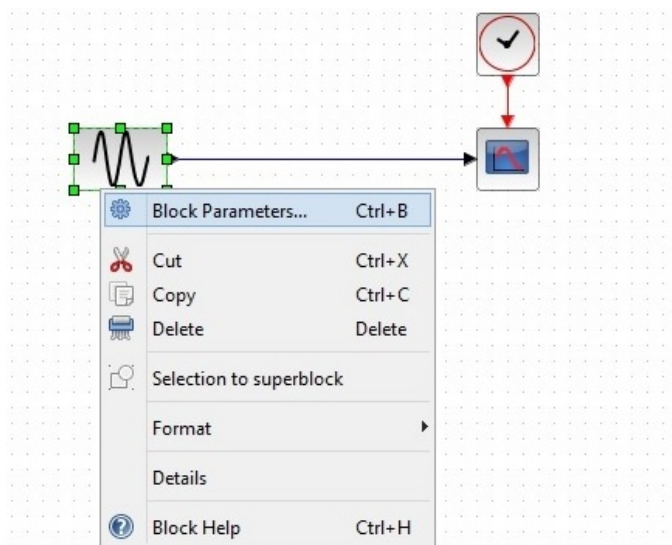 Block Parameters... Ctrl+B
Cut Ctrl+X
Copy Ctrl+C
Delete Delete
Selection to superblock
Format
Details
Block Help Ctrl+H